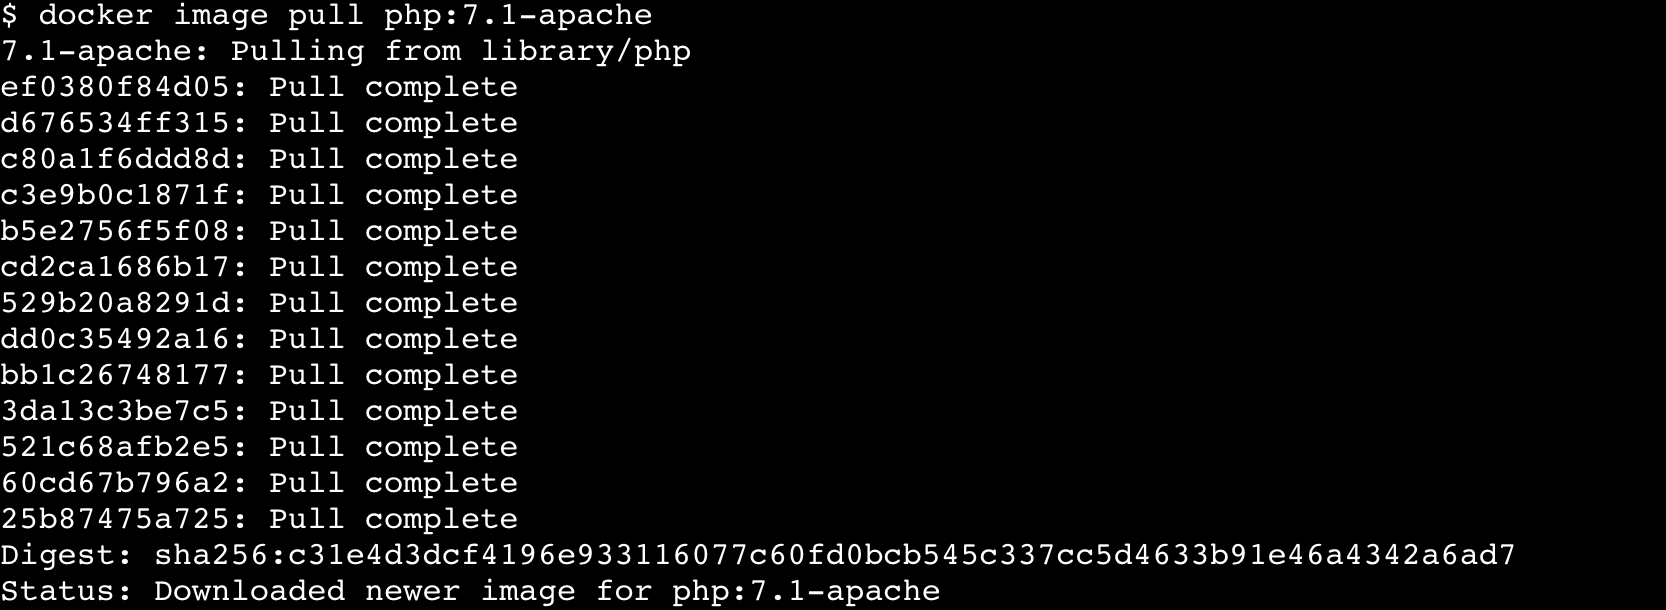 $ docker image pull php:7.1-apache
7.1-apache: Pulling from library/php
ef0380f84d05: Pull complete
d676534ff315: Pull complete
c80a1f6ddd8d: Pull complete
c3e9b0c1871f: Pull complete
b5e2756f5f08: Pull complete
cd2ca1686b17: Pull complete
529b20a8291d: Pull complete
dd0c35492a16: Pull complete
bb1c26748177: Pull complete
3da13c3be7c5: Pull complete
521c68afb2e5: Pull complete
60cd67b796a2: Pull complete
25b87475a725: Pull complete
Digest: sha256:c31e4d3dcf4196e933116077c60fd0bcb545c337cc5d4633b91e46a4342a6ad7
Status: Downloaded newer image for php:7.1-apache